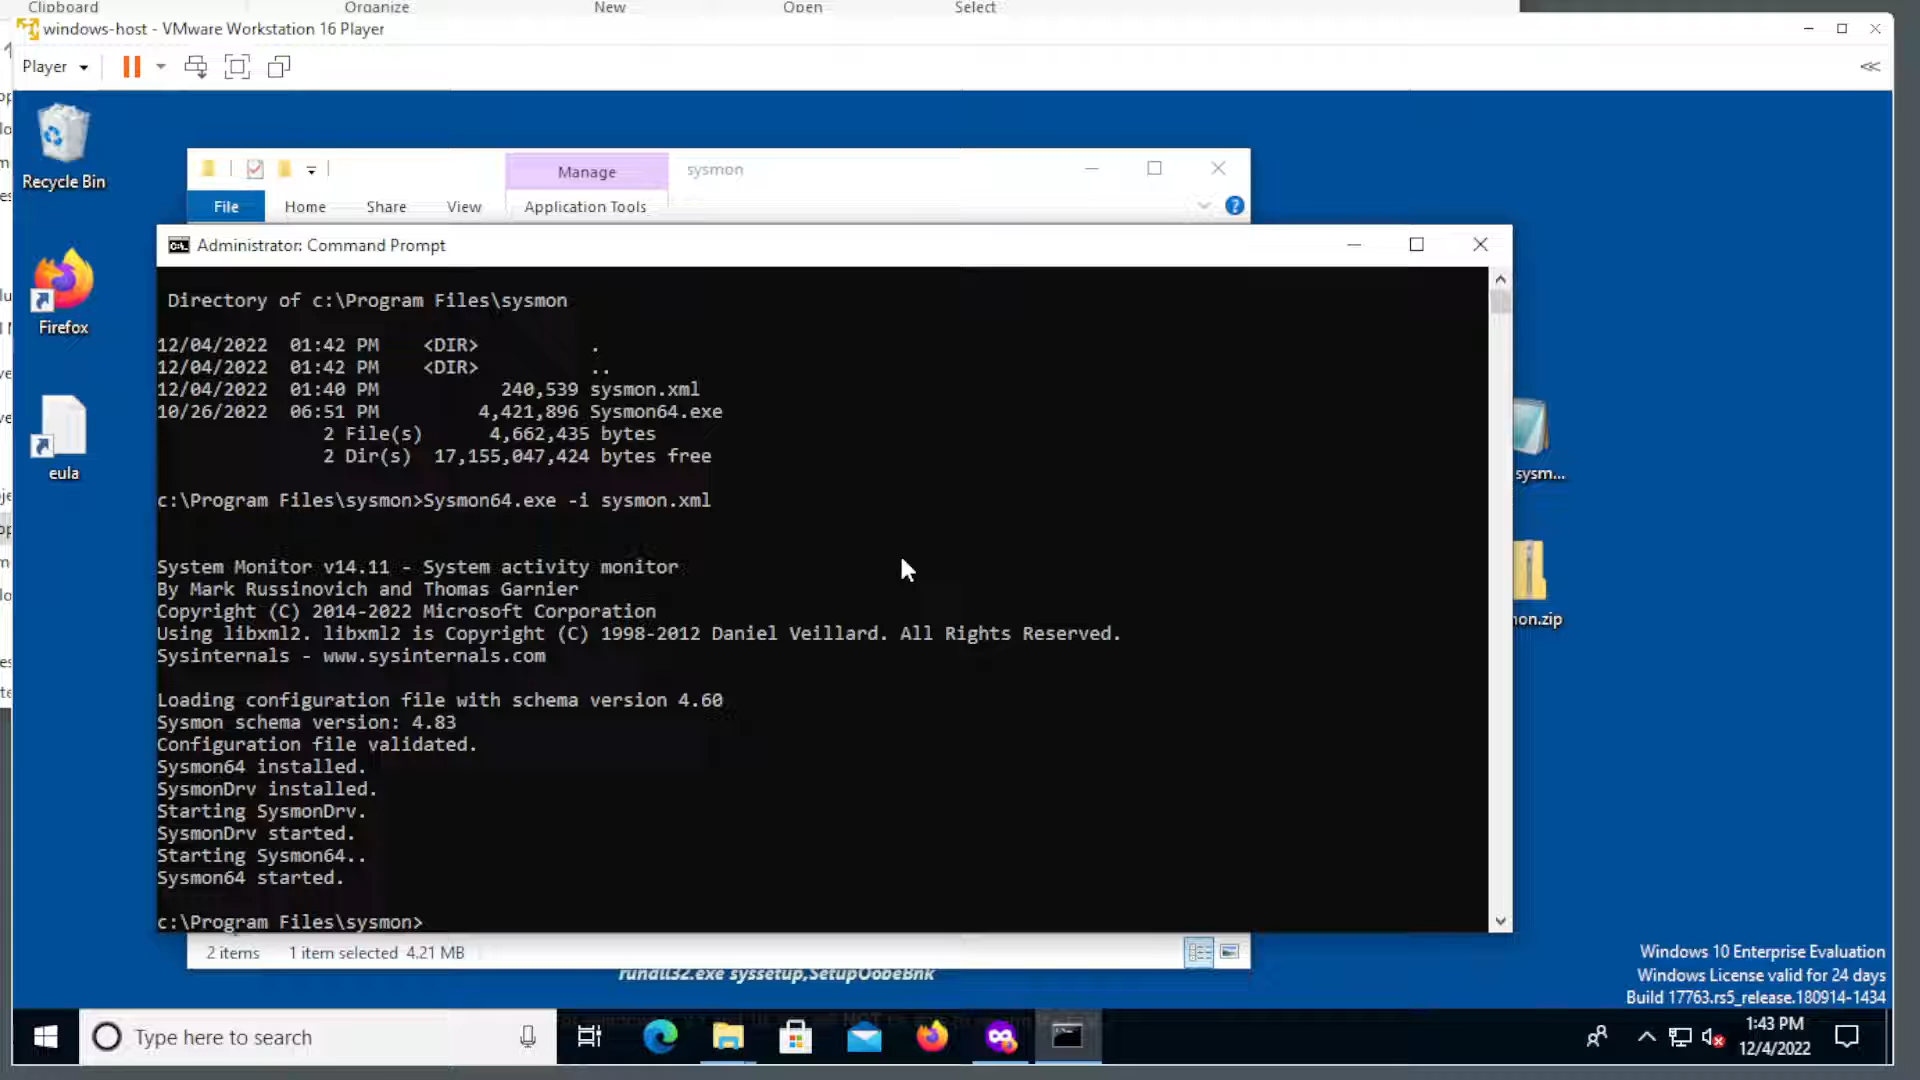 Clipboard Organize New Open Select
windows-host - VMware Workstation 16 Player
Player
Recycle Bin
Manage sysmon
File Home Share View Application Tools
Administrator: Command Prompt
Directory of c:\Program Files\sysmon
12/04/2022 01:42 PM <DIR> .
12/04/2022 01:42 PM <DIR> ..
12/04/2022 01:40 PM 240,539 sysmon.xml
10/26/2022 06:51 PM 4,421,896 Sysmon64.exe
2 File(s) 4,662,435 bytes
2 Dir(s) 17,155,047,424 bytes free
c:\Program Files\sysmon>Sysmon64.exe -i sysmon.xml
System Monitor v14.11 - System activity monitor
By Mark Russinovich and Thomas Garnier
Copyright (C) 2014-2022 Microsoft Corporation
Using libxml2. libxml2 is Copyright (C) 1998-2012 Daniel Veillard. All Rights Reserved.
Sysinternals - www.sysinternals.com
Loading configuration file with schema version 4.60
Sysmon schema version: 4.83
Configuration file validated.
Sysmon64 installed.
SysmonDrv installed.
Starting SysmonDrv.
SysmonDrv started.
Starting Sysmon64..
Sysmon64 started.
c:\Program Files\sysmon>
Firefox
eula
sysm...
mon.zip
2 items 1 item selected 4.21 MB
rundll32.exe syssetup,SetupOobeBnk
Windows 10 Enterprise Evaluation
Windows License valid for 24 days
Build 17763.rs5_release.180914-1434
Type here to search
1:43 PM
12/4/2022